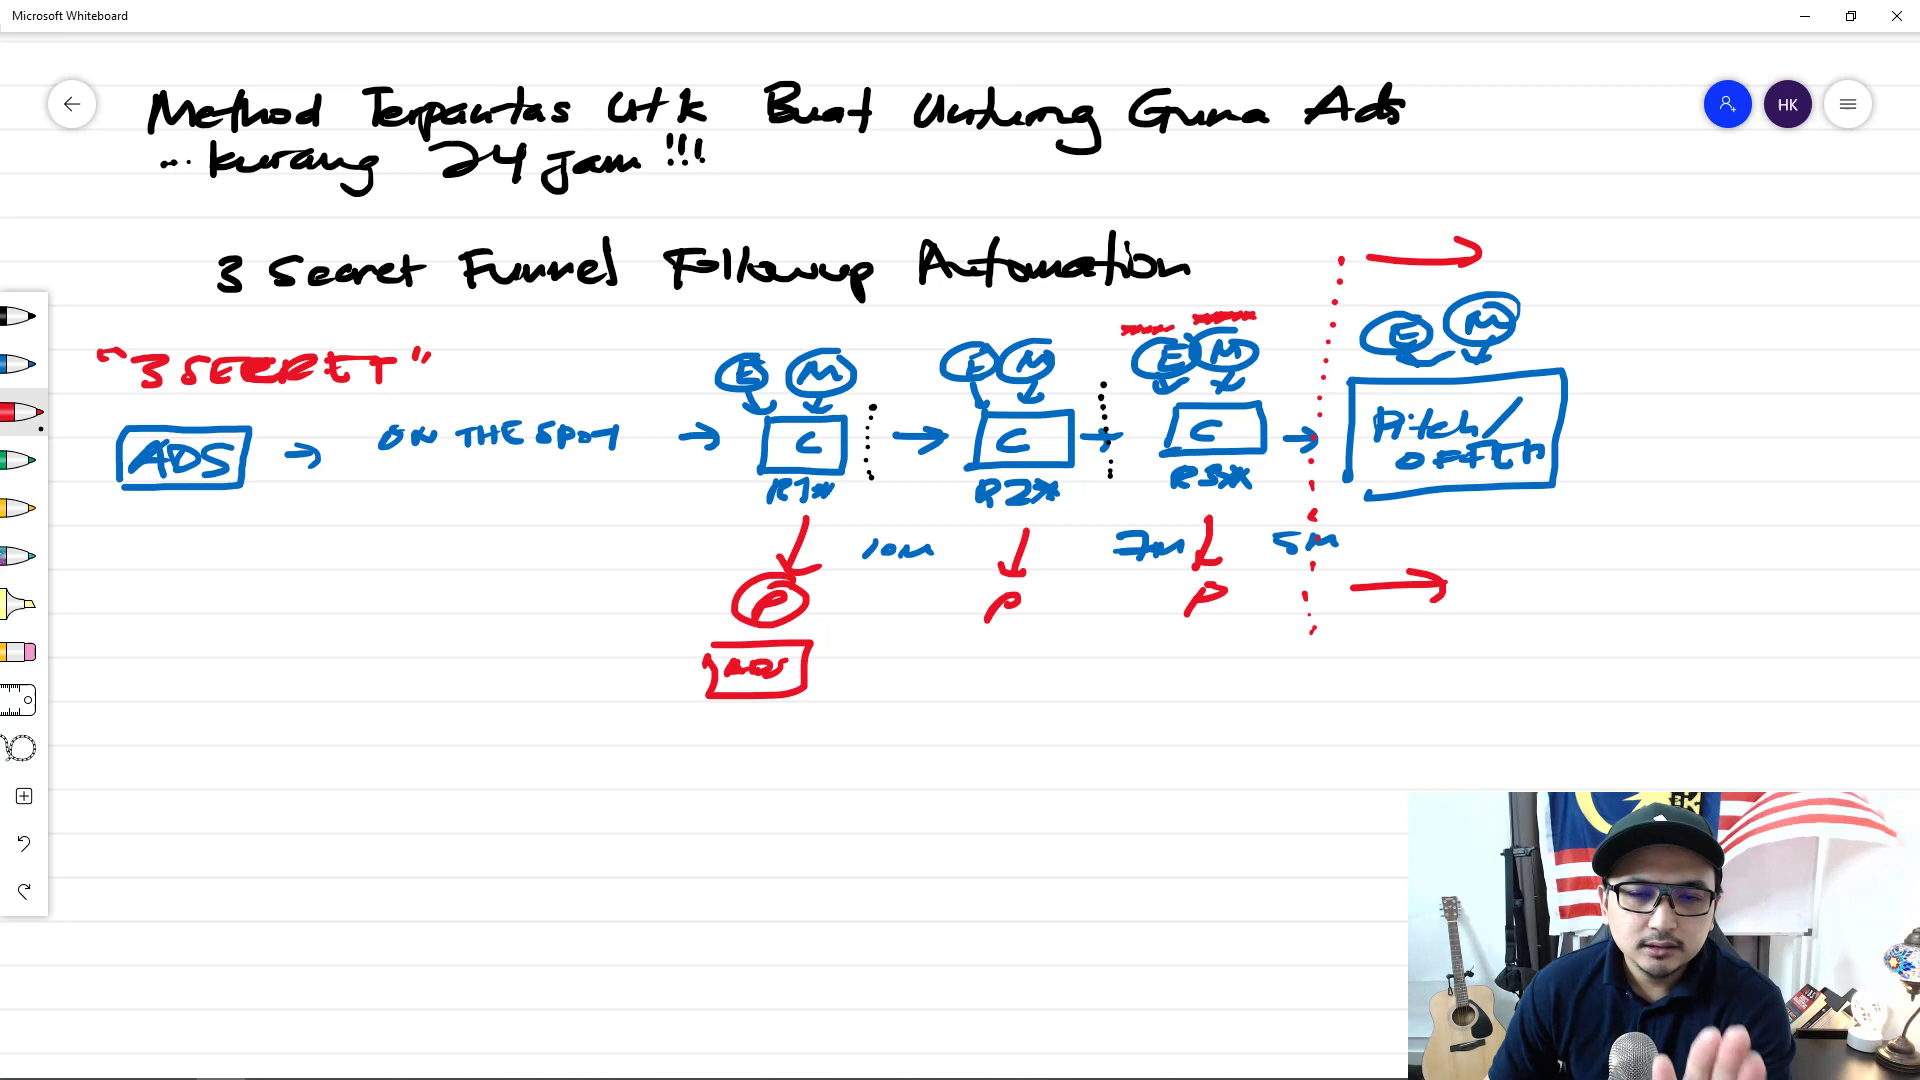 Microsoft Whiteboard
HK
Method Terpantas Utk Buat Untung Guna Ads
... kurang 24 jam !!!
3 Secret Funnel Followup Automation
"3 SECRET"
E M E M E M E M
ADS ON THE SPOT C C C Pitch/
OFFER
R1* R2* R3*
10M 7M 5M
P P P
ADS